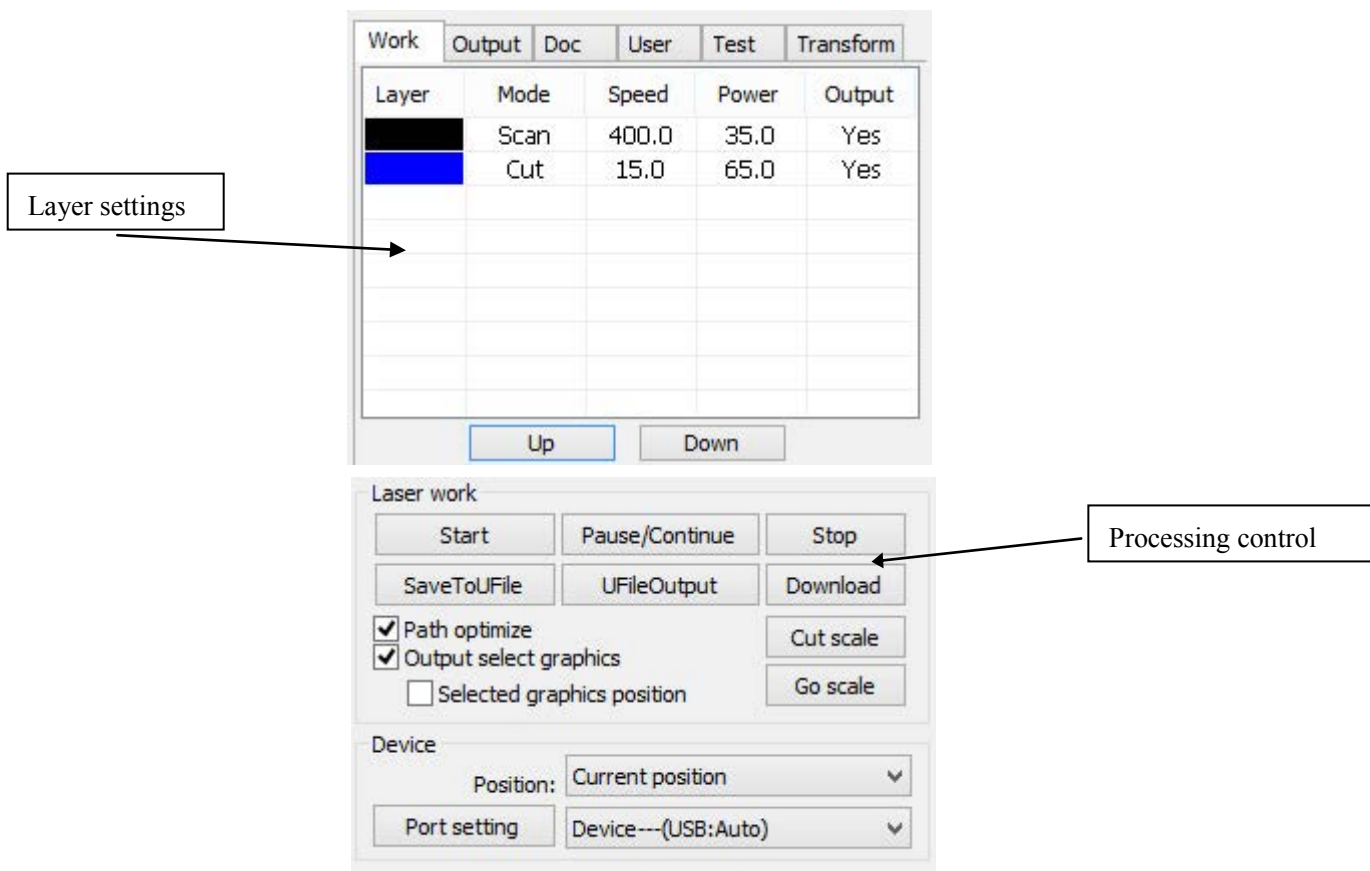 Work Output Doc User Test Transform
Layer Mode Speed Power Output
Scan 400.0 35.0 Yes
Cut 15.0 65.0 Yes
Layer settings
Up Down
Laser work
Start Pause/Continue Stop
Processing control
SaveToUFile UFileOutput Download
Path optimize
Cut scale
Output select graphics
Selected graphics position
Go scale
Device
Position: Current position
Port setting Device---(USB:Auto)